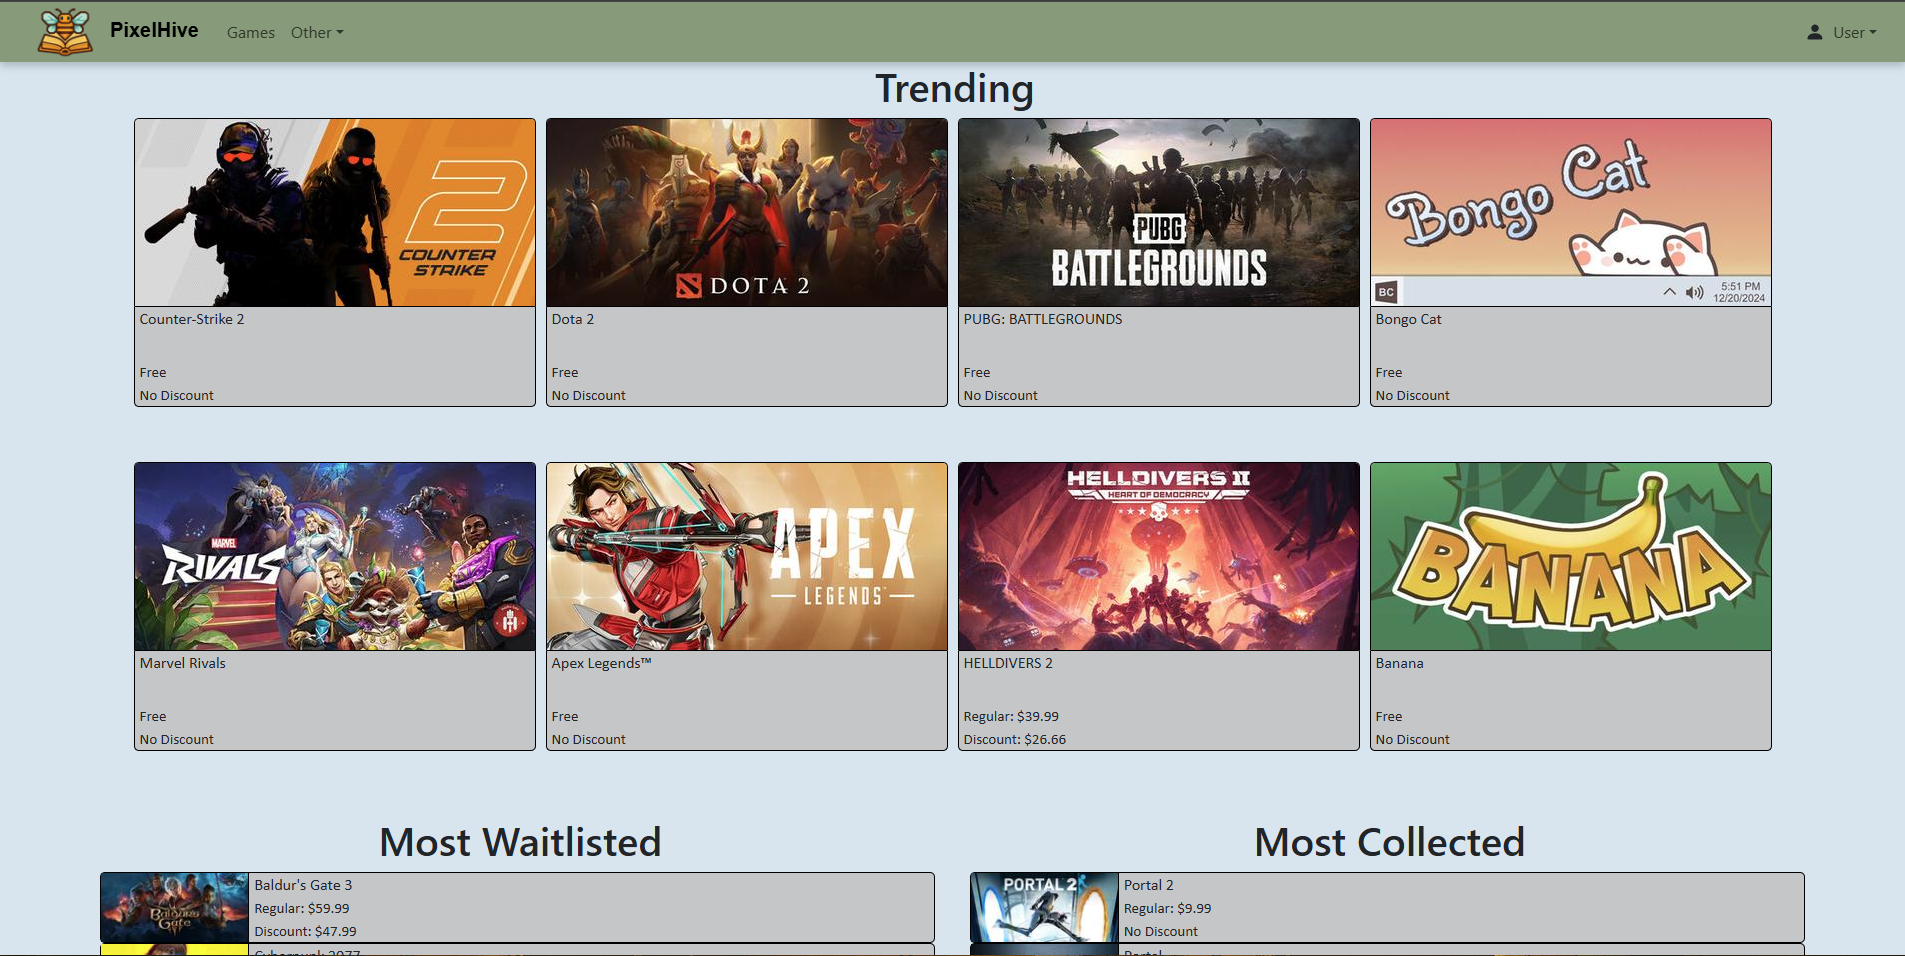 PixelHive
Games
Other
User
Trending
2
COUNTER
STRIKE
DOTA 2
PUBG
BATTLEGROUNDS
Bongo Cat
BC
5:51 PM
12/20/2024
Counter-Strike 2
Free
No Discount
Dota 2
Free
No Discount
PUBG: BATTLEGROUNDS
Free
No Discount
Bongo Cat
Free
No Discount
MARVEL
RIVALS
APEX
LEGENDS
HELLDIVERS II
HEART OF DEMOCRACY
BANANA
Marvel Rivals
Free
No Discount
Apex Legends™
Free
No Discount
HELLDIVERS 2
Regular: $39.99
Discount: $26.66
Banana
Free
No Discount
Most Waitlisted
Baldur's Gate
Baldur's Gate 3
Regular: $59.99
Discount: $47.99
Cyberpunk 2077
Most Collected
PORTAL 2
Portal 2
Regular: $9.99
No Discount
Portal